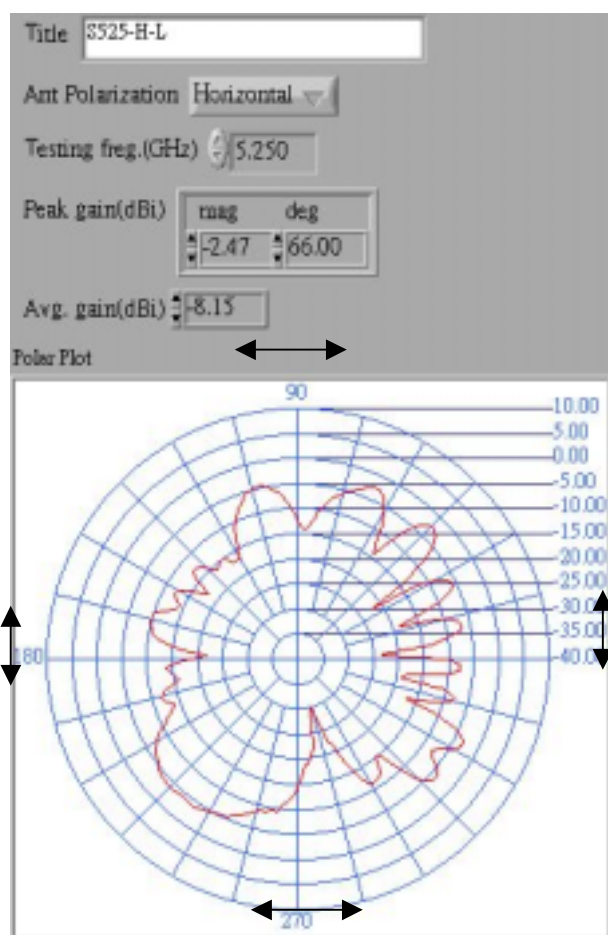 Title S525-H-L
Ant Polarization Horizontal
Testing freq.(GHz) 5.250
Peak gain(dBi) mag deg
-2.47 66.00
Avg. gain(dBi) -8.15
Polar Plot
90
10.00
5.00
0.00
-5.00
-10.00
-15.00
-20.00
-25.00
-30.00
-35.00
180
-40.00
270